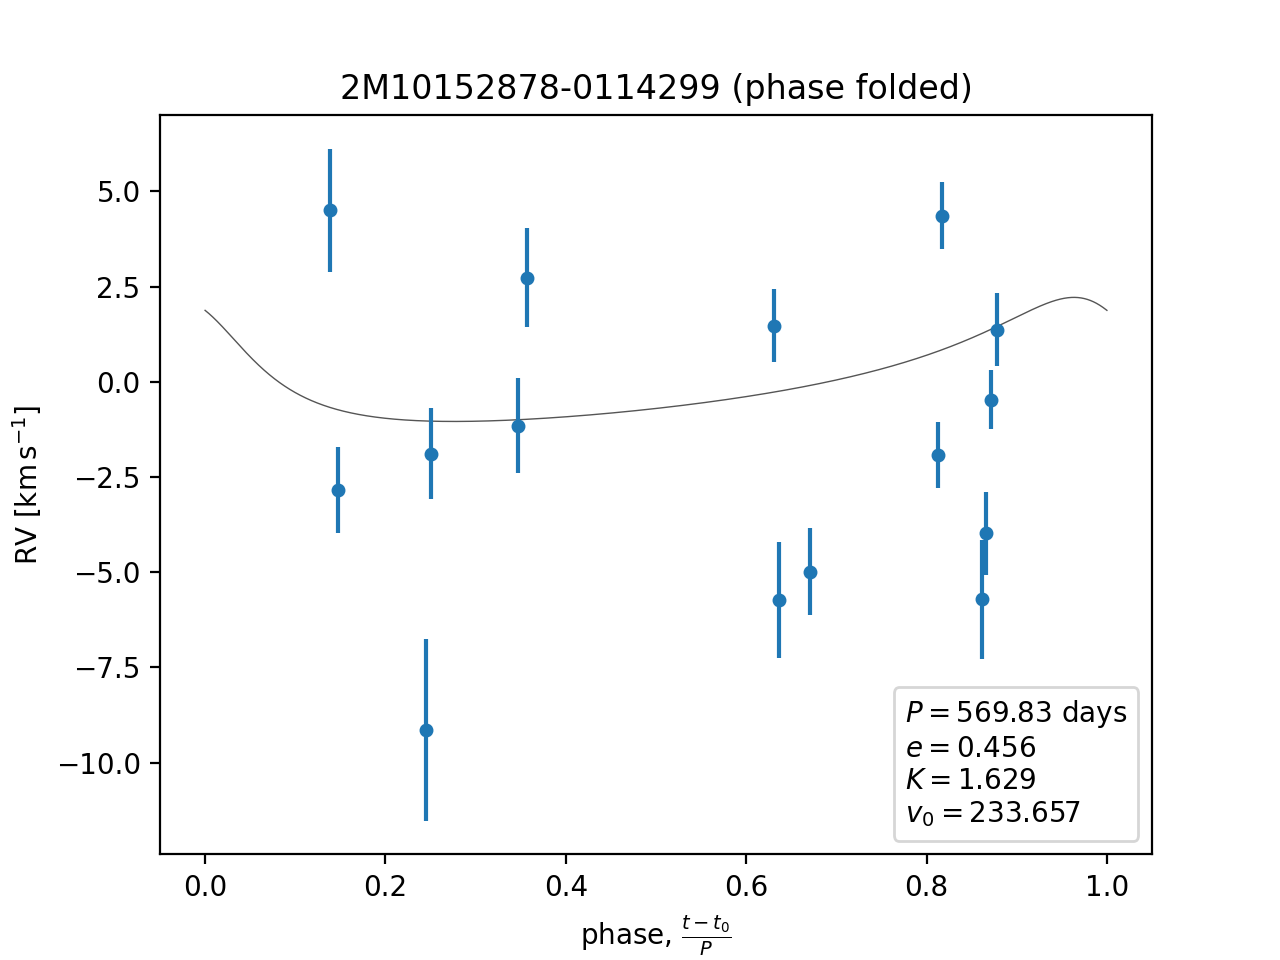 2M10152878-0114299 (phase folded)
RV [km s⁻¹]
5.0
2.5
0.0
−2.5
−5.0
−7.5
−10.0
P = 569.83 days
e = 0.456
K = 1.629
v₀ = 233.657
0.0 0.2 0.4 0.6 0.8 1.0
phase, (t − t₀)/P